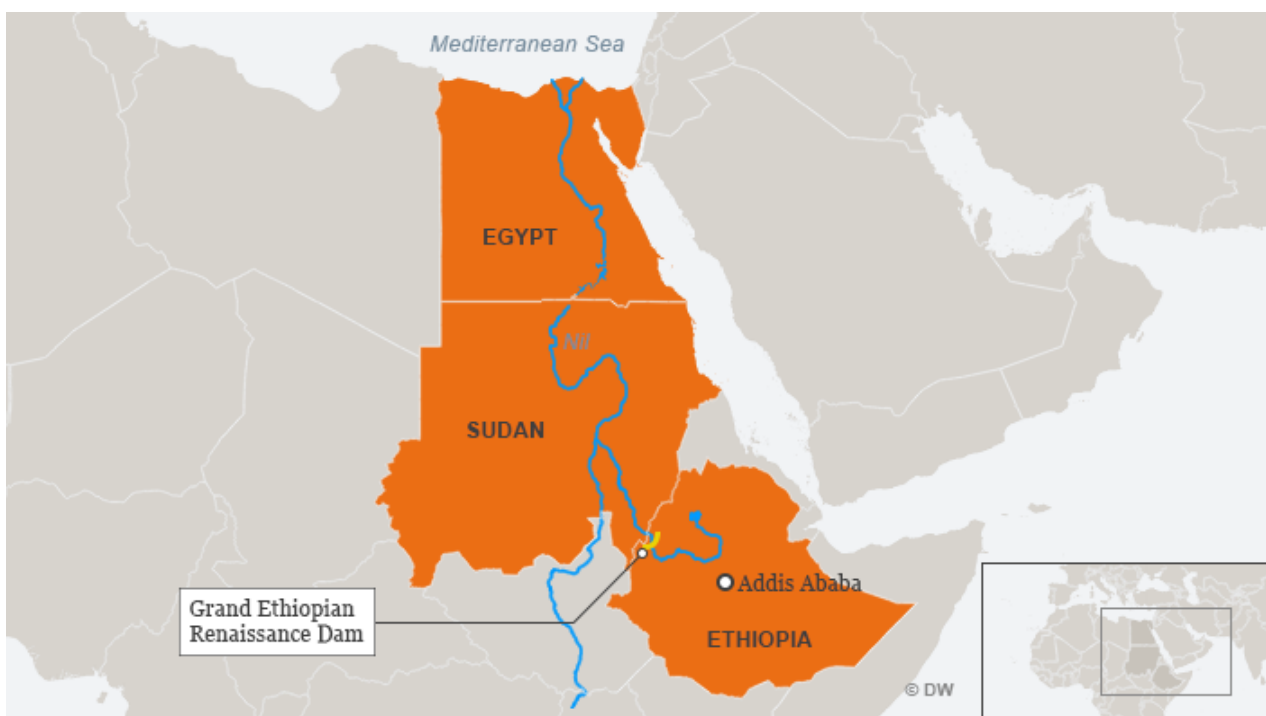 Mediterranean Sea
EGYPT
Nil
SUDAN
Addis Ababa
Grand Ethiopian
Renaissance Dam
ETHIOPIA
© DW